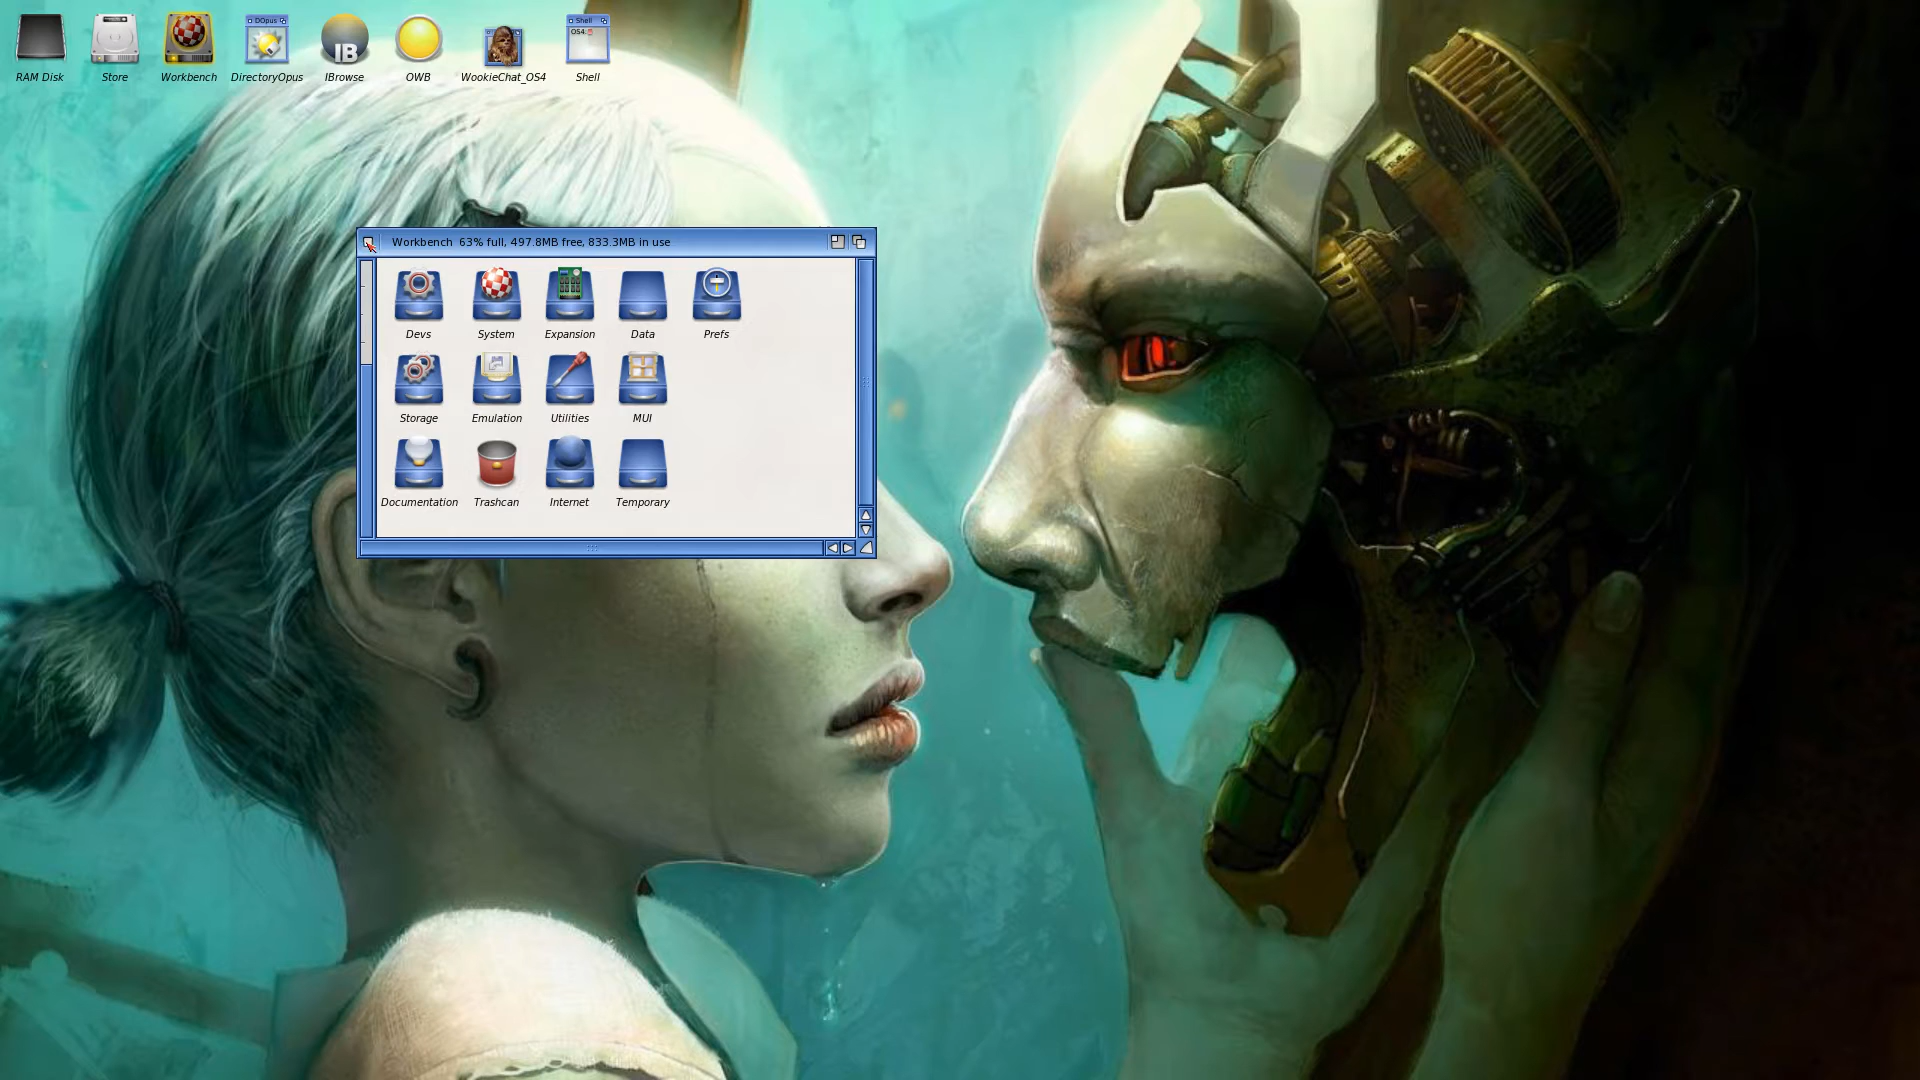 DOpus
Shell
OS4:
IB
RAM Disk
Store
Workbench
DirectoryOpus
IBrowse
OWB
WookieChat_OS4
Shell
Workbench 63% full, 497.8MB free, 833.3MB in use
Devs
System
Expansion
Data
Prefs
Storage
Emulation
Utilities
MUI
Documentation
Trashcan
Internet
Temporary